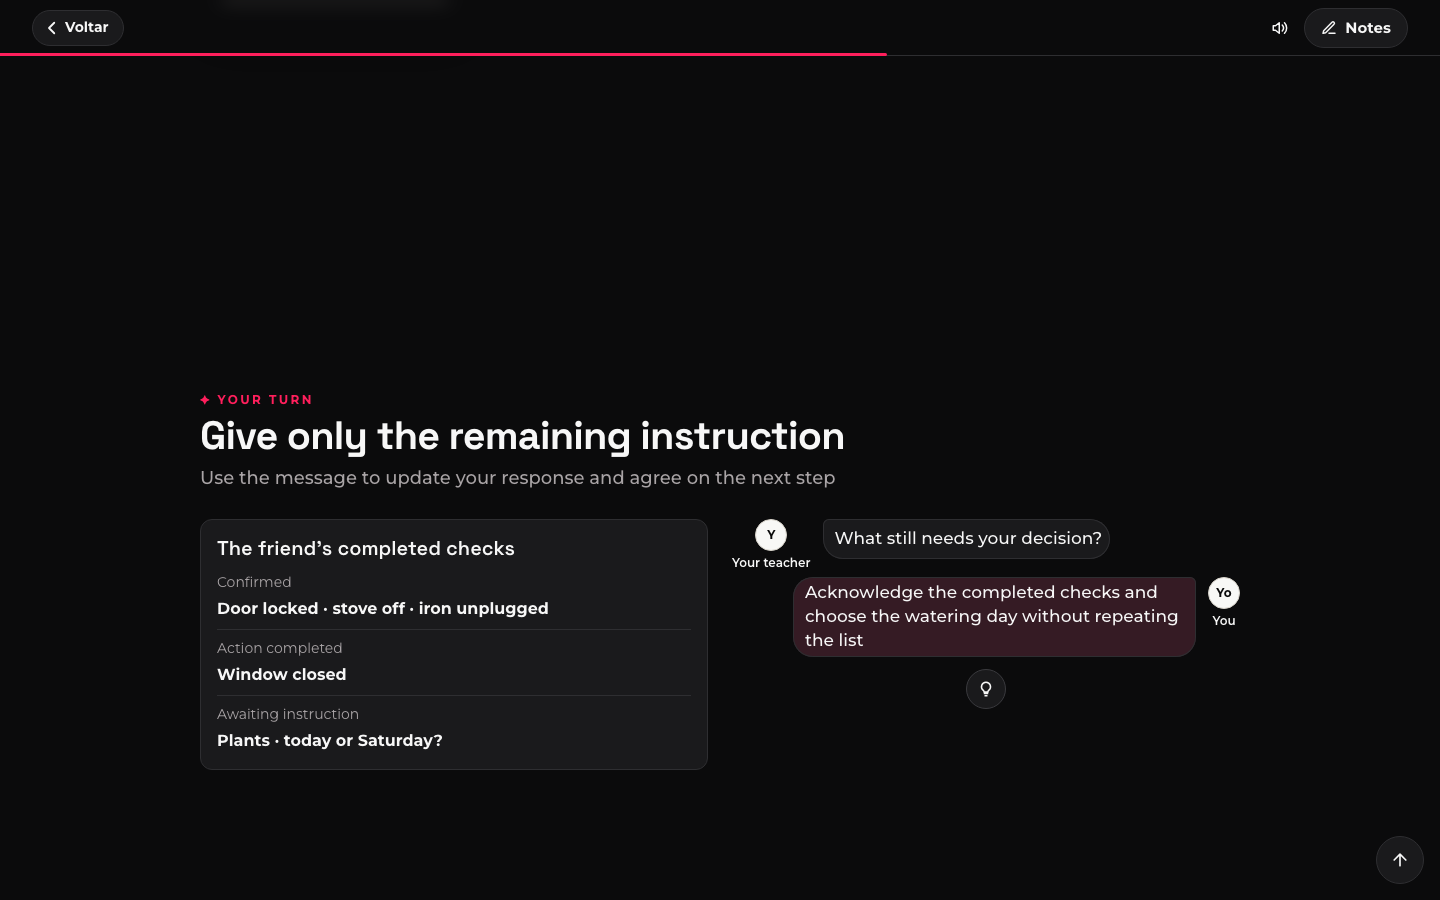 Voltar
Notes
YOUR TURN
Give only the remaining instruction
Use the message to update your response and agree on the next step
The friend's completed checks
Confirmed
Door locked · stove off · iron unplugged
Action completed
Window closed
Awaiting instruction
Plants · today or Saturday?
Y
Your teacher
What still needs your decision?
Acknowledge the completed checks and
choose the watering day without repeating
the list
Yo
You